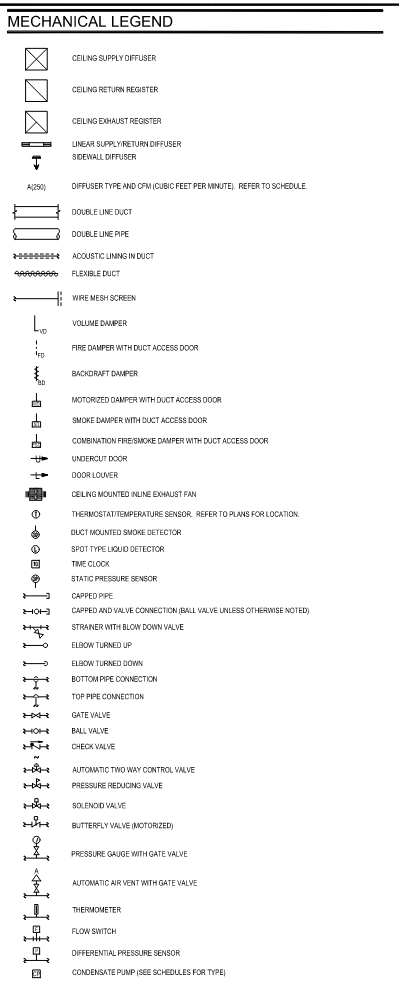 MECHANICAL LEGEND
CEILING SUPPLY DIFFUSER
CEILING RETURN REGISTER
CEILING EXHAUST REGISTER
LINEAR SUPPLY/RETURN DIFFUSER
SIDEWALL DIFFUSER
A(250) DIFFUSER TYPE AND CFM (CUBIC FEET PER MINUTE). REFER TO SCHEDULE.
DOUBLE LINE DUCT
DOUBLE LINE PIPE
ACOUSTIC LINING IN DUCT
FLEXIBLE DUCT
WIRE MESH SCREEN
VD VOLUME DAMPER
FD FIRE DAMPER WITH DUCT ACCESS DOOR
BD BACKDRAFT DAMPER
MOTORIZED DAMPER WITH DUCT ACCESS DOOR
SMOKE DAMPER WITH DUCT ACCESS DOOR
COMBINATION FIRE/SMOKE DAMPER WITH DUCT ACCESS DOOR
U UNDERCUT DOOR
L DOOR LOUVER
CEILING MOUNTED INLINE EXHAUST FAN
THERMOSTAT/TEMPERATURE SENSOR. REFER TO PLANS FOR LOCATION.
DUCT MOUNTED SMOKE DETECTOR
L SPOT TYPE LIQUID DETECTOR
TIME CLOCK
SP STATIC PRESSURE SENSOR
CAPPED PIPE
CAPPED AND VALVE CONNECTION (BALL VALVE UNLESS OTHERWISE NOTED)
STRAINER WITH BLOW DOWN VALVE
ELBOW TURNED UP
ELBOW TURNED DOWN
BOTTOM PIPE CONNECTION
TOP PIPE CONNECTION
GATE VALVE
BALL VALVE
CHECK VALVE
AUTOMATIC TWO WAY CONTROL VALVE
PRESSURE REDUCING VALVE
SOLENOID VALVE
BUTTERFLY VALVE (MOTORIZED)
PRESSURE GAUGE WITH GATE VALVE
A
AUTOMATIC AIR VENT WITH GATE VALVE
THERMOMETER
F FLOW SWITCH
P DIFFERENTIAL PRESSURE SENSOR
CP CONDENSATE PUMP (SEE SCHEDULES FOR TYPE)